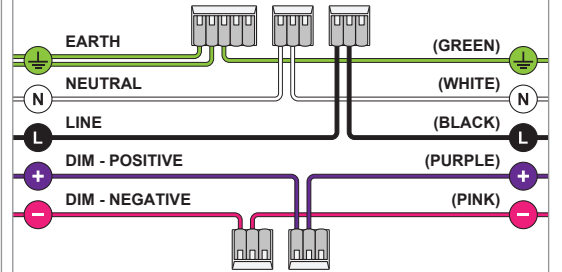 EARTH (GREEN)
NEUTRAL (WHITE)
N N
LINE (BLACK)
L L
DIM - POSITIVE (PURPLE)
+ +
DIM - NEGATIVE (PINK)
− −